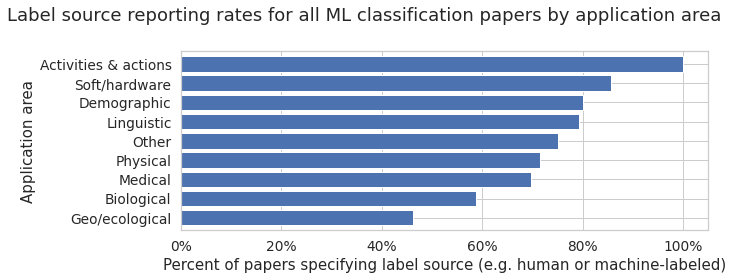 Label source reporting rates for all ML classification papers by application area
Application area
Activities & actions
Soft/hardware
Demographic
Linguistic
Other
Physical
Medical
Biological
Geo/ecological
0% 20% 40% 60% 80% 100%
Percent of papers specifying label source (e.g. human or machine-labeled)